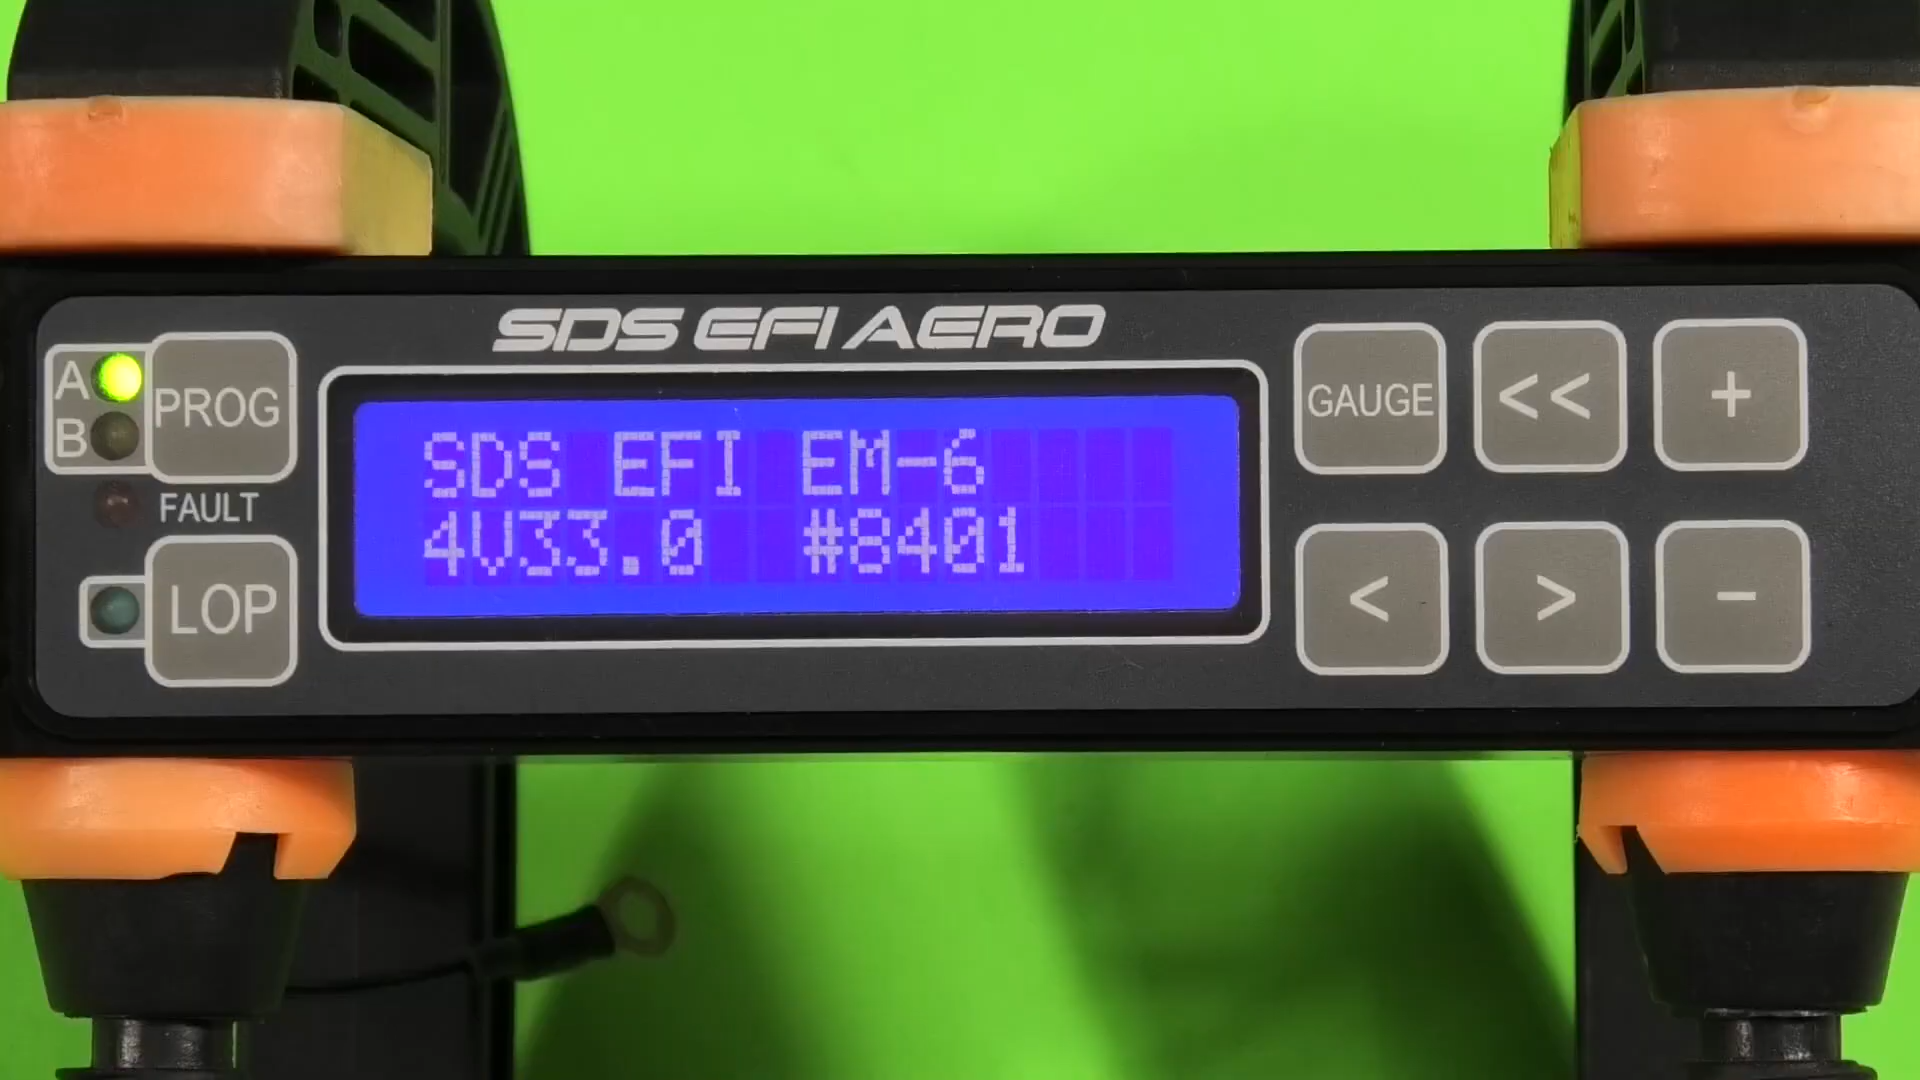 SDS EFI AERO
A
B
PROG
FAULT
LOP
SDS EFI EM-6
4V33.0 #8401
GAUGE
<<
+
<
>
-